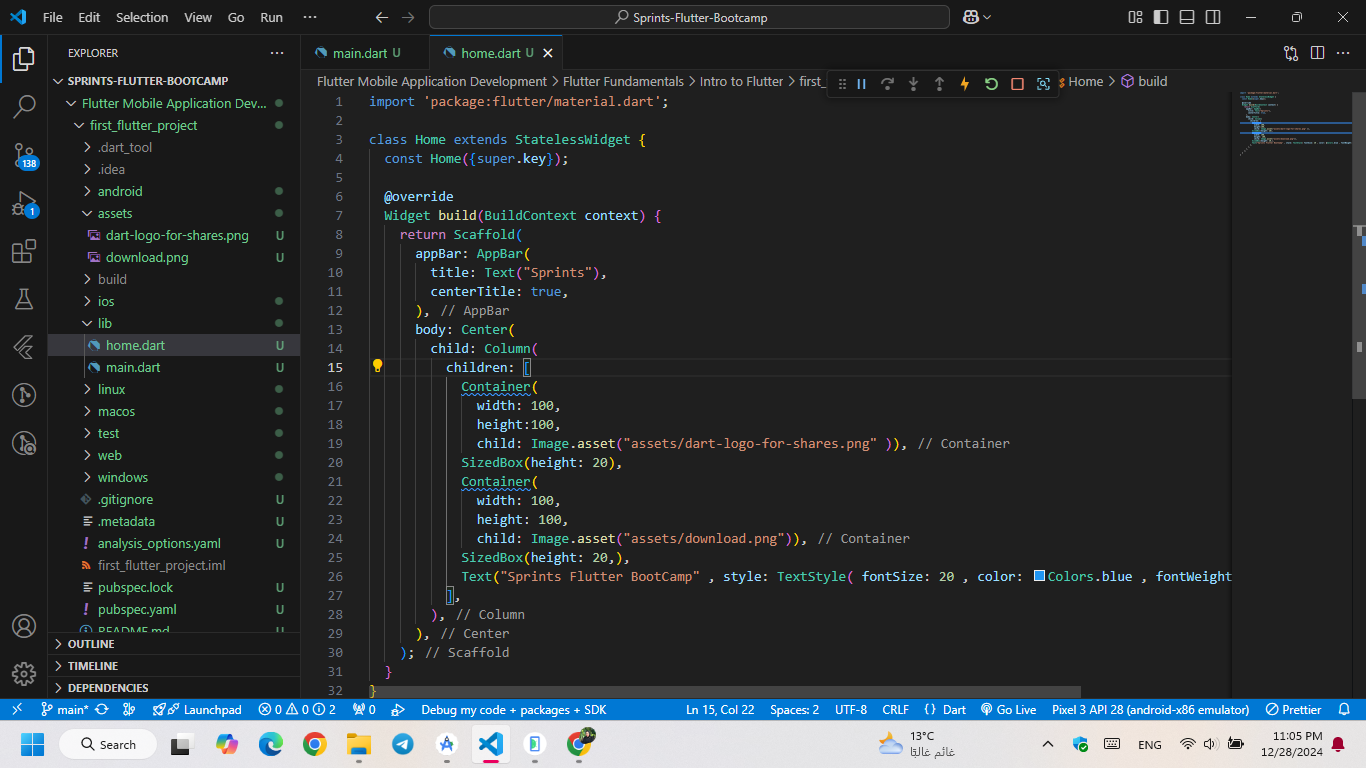 File Edit Selection View Go Run ···
Sprints-Flutter-Bootcamp
EXPLORER
SPRINTS-FLUTTER-BOOTCAMP
Flutter Mobile Application Dev...
first_flutter_project
.dart_tool
.idea
android
assets
dart-logo-for-shares.png U
download.png U
build
ios
lib
home.dart U
main.dart U
linux
macos
test
web
windows
.gitignore U
.metadata U
analysis_options.yaml U
first_flutter_project.iml
pubspec.lock U
pubspec.yaml U
README.md U
OUTLINE
TIMELINE
DEPENDENCIES
138
1
main.dart U home.dart U
Flutter Mobile Application Development > Flutter Fundamentals > Intro to Flutter > first_ Home > build
1 import 'package:flutter/material.dart';
2
3 class Home extends StatelessWidget {
4 const Home({super.key});
5
6 @override
7 Widget build(BuildContext context) {
8 return Scaffold(
9 appBar: AppBar(
10 title: Text("Sprints"),
11 centerTitle: true,
12 ), // AppBar
13 body: Center(
14 child: Column(
15 children: [
16 Container(
17 width: 100,
18 height:100,
19 child: Image.asset("assets/dart-logo-for-shares.png" )), // Container
20 SizedBox(height: 20),
21 Container(
22 width: 100,
23 height: 100,
24 child: Image.asset("assets/download.png")), // Container
25 SizedBox(height: 20,),
26 Text("Sprints Flutter BootCamp" , style: TextStyle( fontSize: 20 , color: Colors.blue , fontWeight
27 ],
28 ), // Column
29 ), // Center
30 ); // Scaffold
31 }
32 }
main* Launchpad 0 0 2 0 Debug my code + packages + SDK Ln 15, Col 22 Spaces: 2 UTF-8 CRLF {} Dart Go Live Pixel 3 API 28 (android-x86 emulator) Prettier
Search
13°C
غائم غالبًا
ENG
11:05 PM
12/28/2024